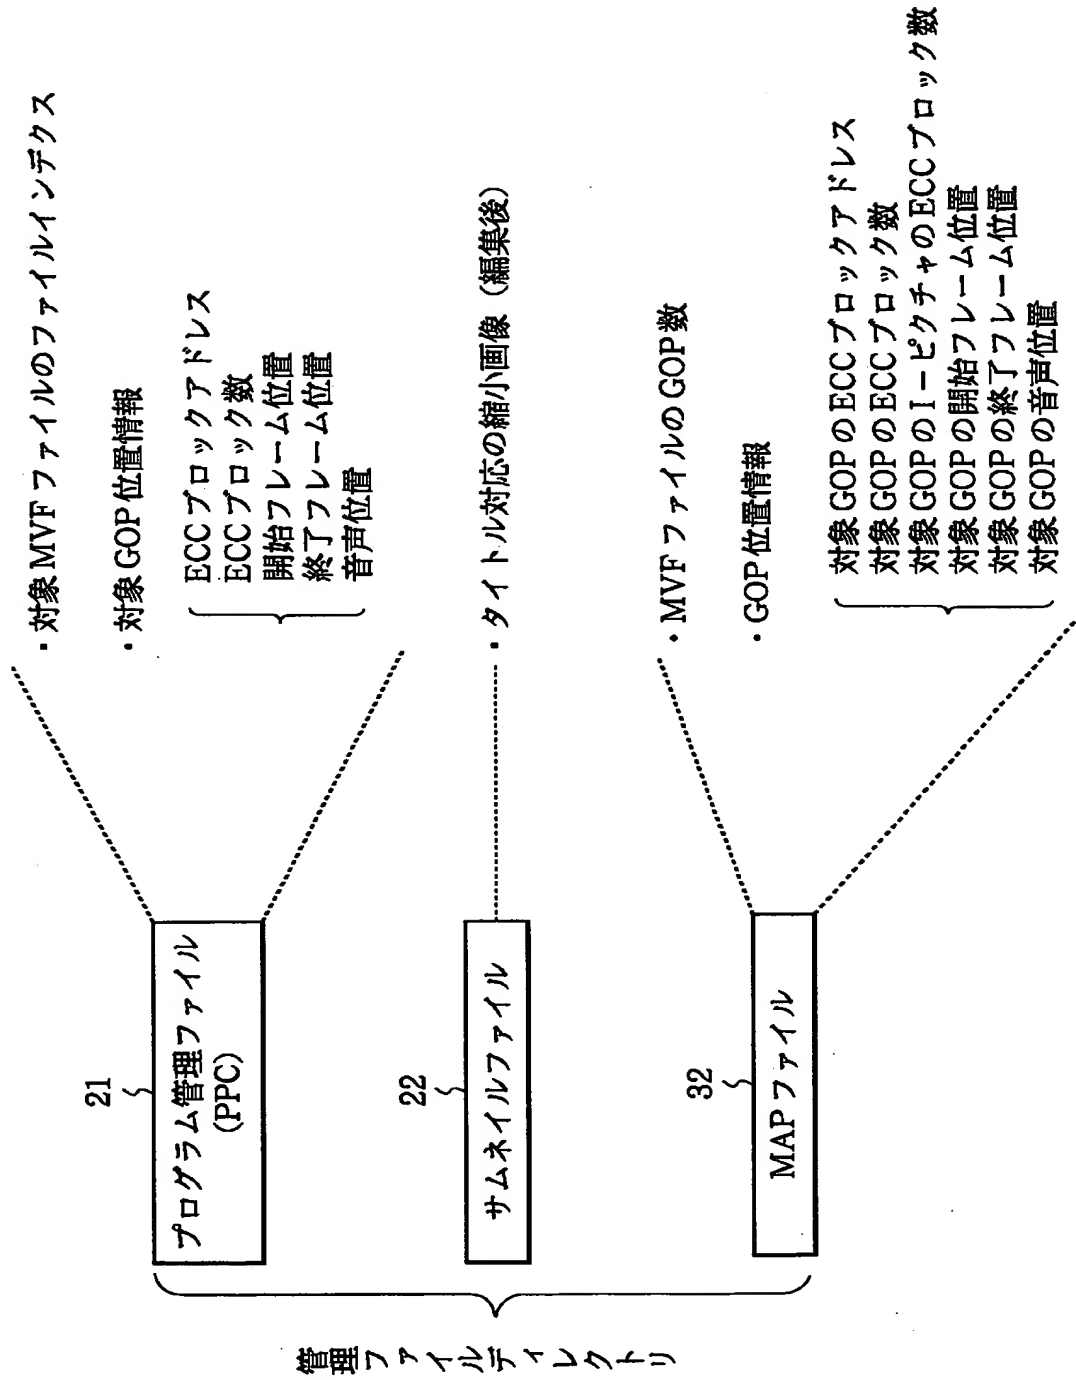 管理ファイルディレクトリ
21
プログラム管理ファイル
(PPC)
・対象MVFファイルのファイルインデクス
・対象GOP位置情報
ECCブロックアドレス
ECCブロック数
開始フレーム位置
終了フレーム位置
音声位置
22
サムネイルファイル
・タイトル対応の縮小画像（編集後）
32
MAPファイル
・MVFファイルのGOP数
・GOP位置情報
対象GOPのECCブロックアドレス
対象GOPのECCブロック数
対象GOPのI－ピクチャのECCブロック数
対象GOPの開始フレーム位置
対象GOPの終了フレーム位置
対象GOPの音声位置